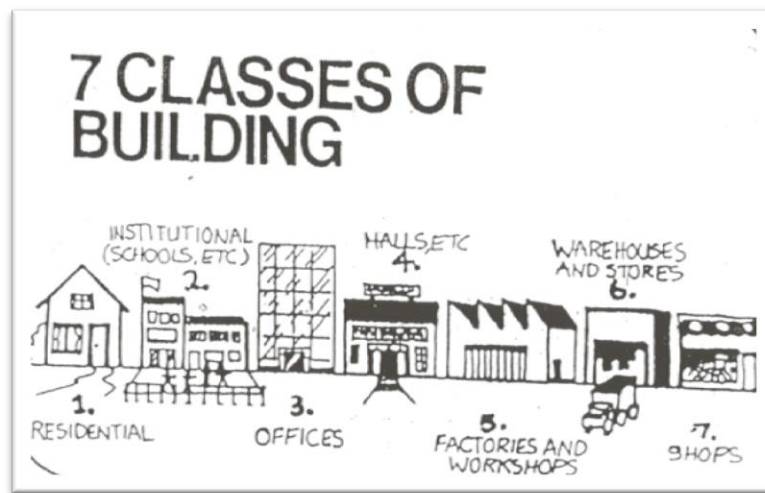 7 CLASSES OF
BUILDING
INSTITUTIONAL
(SCHOOLS, ETC)
2.
HALLS, ETC
4.
WAREHOUSES
AND STORES
6.
1.
RESIDENTIAL
3.
OFFICES
5.
FACTORIES AND
WORKSHOPS
7.
SHOPS